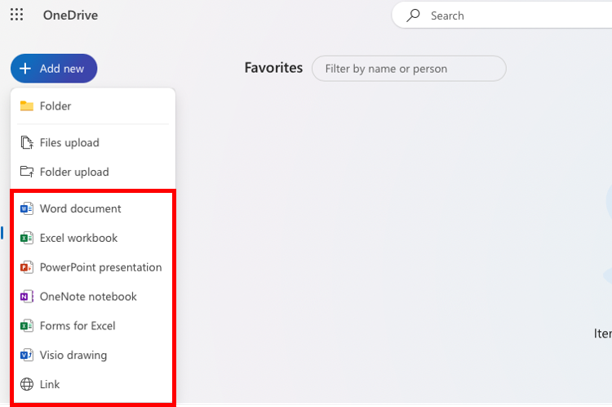 OneDrive
Search
+ Add new
Favorites
Filter by name or person
Folder
Files upload
Folder upload
Word document
Excel workbook
PowerPoint presentation
OneNote notebook
Forms for Excel
Visio drawing
Link